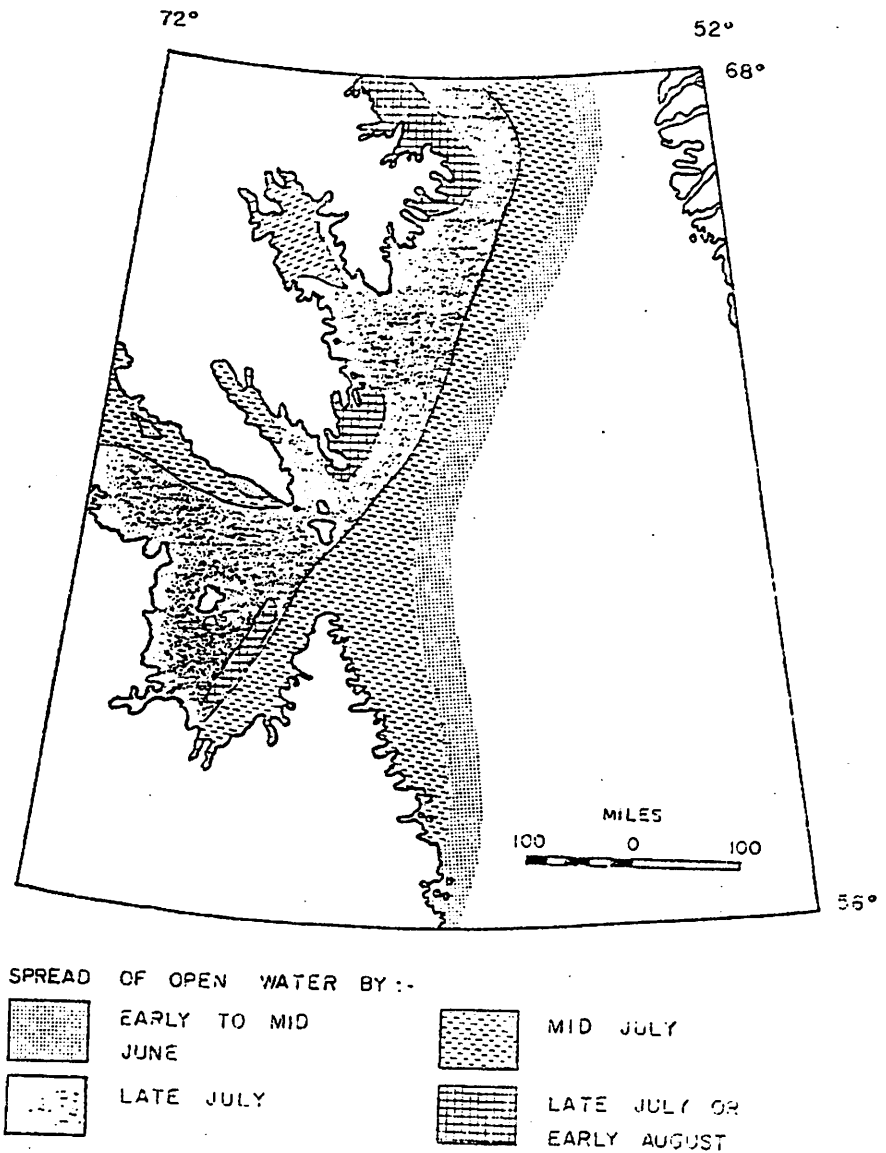 72°
52°
68°
MILES
100 0 100
56°
SPREAD OF OPEN WATER BY :-
EARLY TO MID
JUNE
MID JULY
LATE JULY
LATE JULY OR
EARLY AUGUST